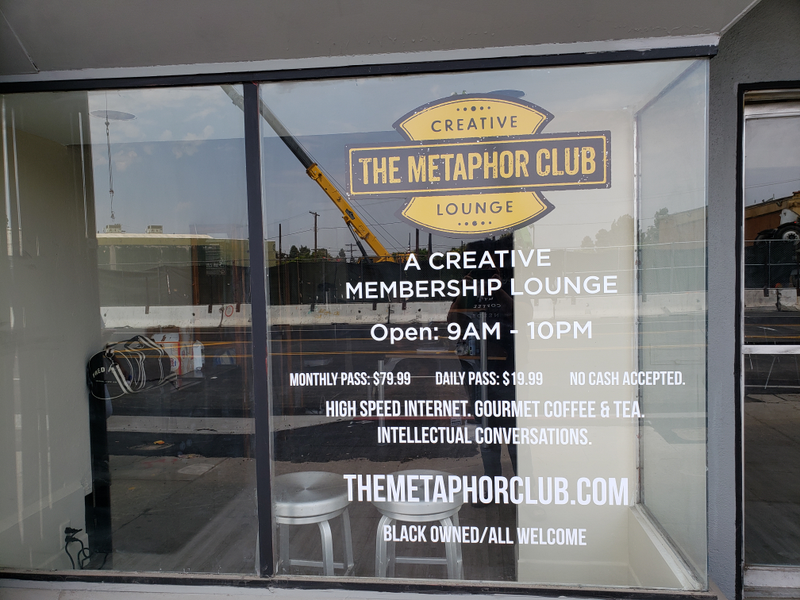 CREATIVE
THE METAPHOR CLUB
LOUNGE
A CREATIVE
MEMBERSHIP LOUNGE
Open: 9AM - 10PM
MONTHLY PASS: $79.99 DAILY PASS: $19.99 NO CASH ACCEPTED.
HIGH SPEED INTERNET. GOURMET COFFEE & TEA.
INTELLECTUAL CONVERSATIONS.
THEMETAPHORCLUB.COM
BLACK OWNED/ALL WELCOME